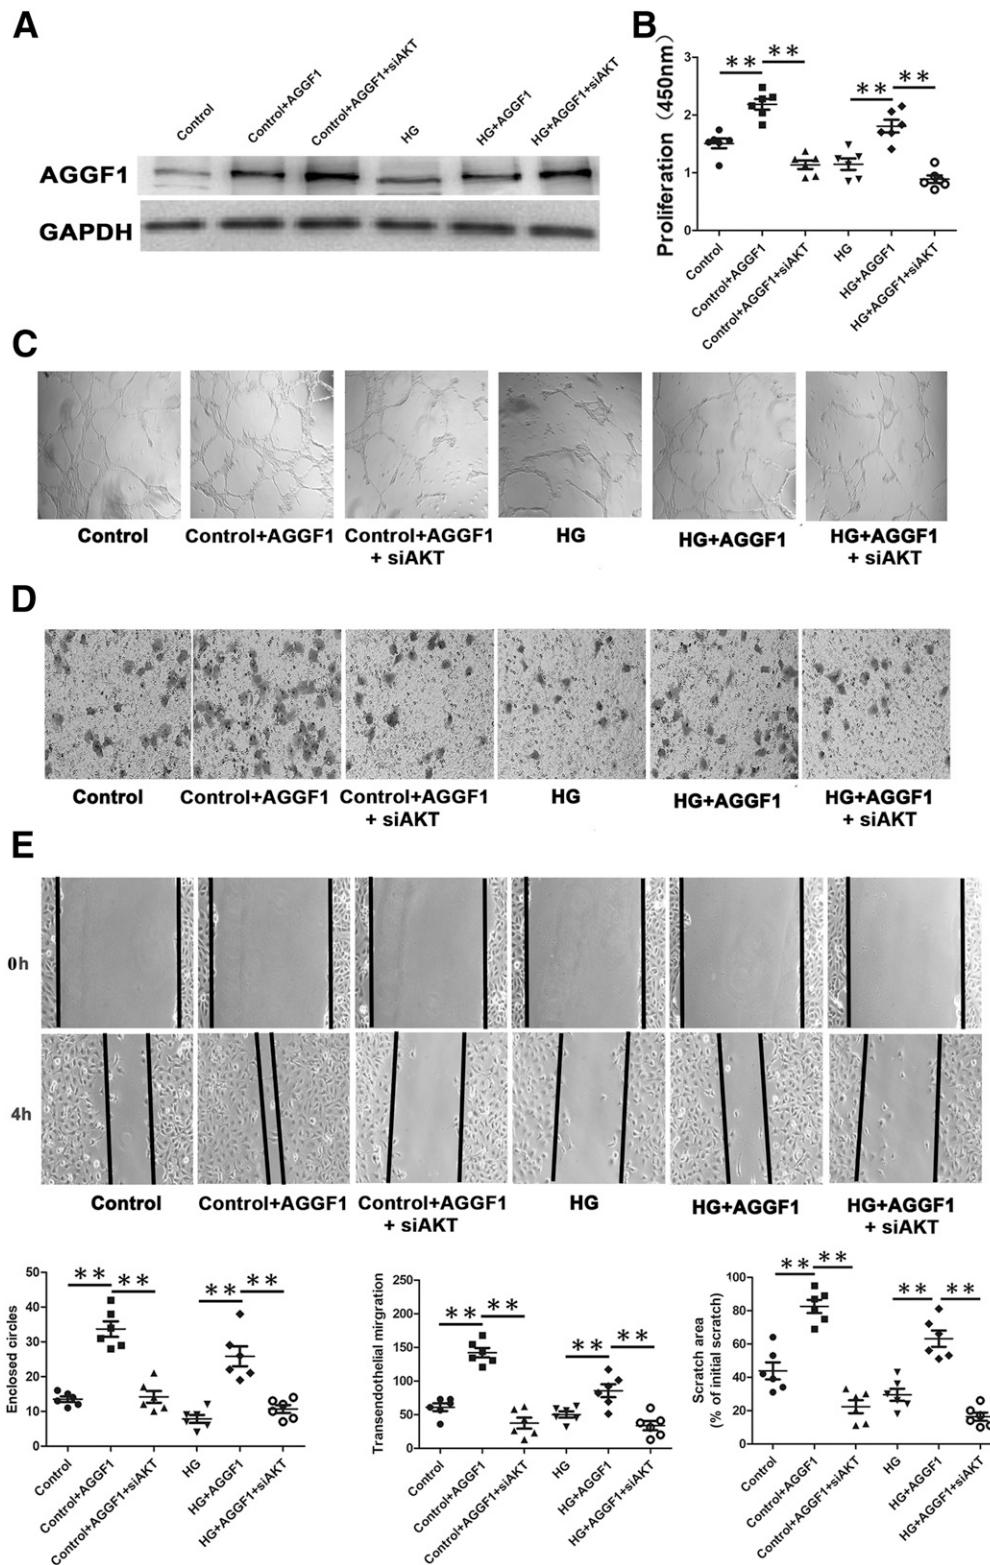 A
Control
Control+AGGF1
Control+AGGF1+siAKT
HG
HG+AGGF1
HG+AGGF1+siAKT
AGGF1
GAPDH
B
Proliferation（450nm）
3
2
1
0
** ** ** **
Control
Control+AGGF1
Control+AGGF1+siAKT
HG
HG+AGGF1
HG+AGGF1+siAKT
C
Control
Control+AGGF1
Control+AGGF1
+ siAKT
HG
HG+AGGF1
HG+AGGF1
+ siAKT
D
Control
Control+AGGF1
Control+AGGF1
+ siAKT
HG
HG+AGGF1
HG+AGGF1
+ siAKT
E
0h
4h
Control
Control+AGGF1
Control+AGGF1
+ siAKT
HG
HG+AGGF1
HG+AGGF1
+ siAKT
Enclosed circles
50
40
30
20
10
0
** ** ** **
Control
Control+AGGF1
Control+AGGF1+siAKT
HG
HG+AGGF1
HG+AGGF1+siAKT
Transendothelial mirgration
250
200
150
100
50
0
** ** ** **
Control
Control+AGGF1
Control+AGGF1+siAKT
HG
HG+AGGF1
HG+AGGF1+siAKT
Scratch area
(% of initial scratch)
100
80
60
40
20
0
** ** ** **
Control
Control+AGGF1
Control+AGGF1+siAKT
HG
HG+AGGF1
HG+AGGF1+siAKT